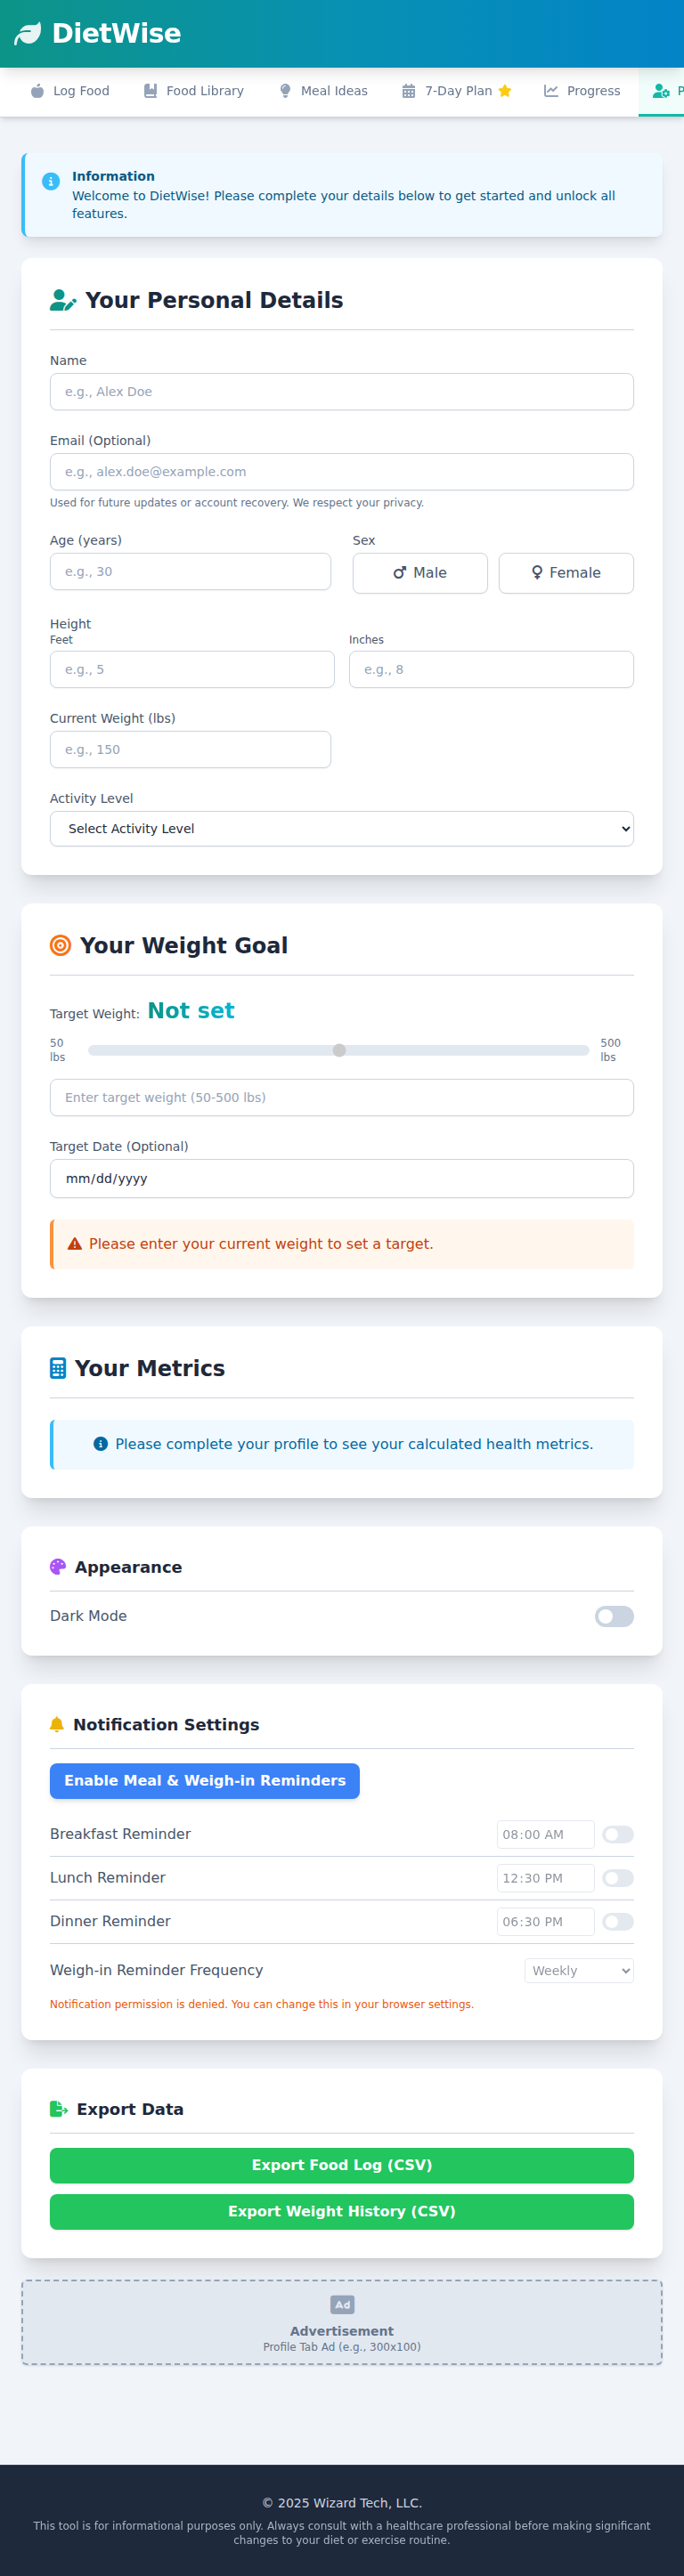 DietWise
Log Food
Food Library
Meal Ideas
7-Day Plan
Progress
P
Information
Welcome to DietWise! Please complete your details below to get started and unlock all
features.
Your Personal Details
Name
e.g., Alex Doe
Email (Optional)
e.g., alex.doe@example.com
Used for future updates or account recovery. We respect your privacy.
Age (years)
Sex
e.g., 30
Male
Female
Height
Feet
Inches
e.g., 5
e.g., 8
Current Weight (lbs)
e.g., 150
Activity Level
Select Activity Level
Your Weight Goal
Target Weight: Not set
50
lbs
500
lbs
Enter target weight (50-500 lbs)
Target Date (Optional)
mm/dd/yyyy
Please enter your current weight to set a target.
Your Metrics
Please complete your profile to see your calculated health metrics.
Appearance
Dark Mode
Notification Settings
Enable Meal & Weigh-in Reminders
Breakfast Reminder
08:00 AM
Lunch Reminder
12:30 PM
Dinner Reminder
06:30 PM
Weigh-in Reminder Frequency
Weekly
Notification permission is denied. You can change this in your browser settings.
Export Data
Export Food Log (CSV)
Export Weight History (CSV)
Ad
Advertisement
Profile Tab Ad (e.g., 300x100)
© 2025 Wizard Tech, LLC.
This tool is for informational purposes only. Always consult with a healthcare professional before making significant
changes to your diet or exercise routine.